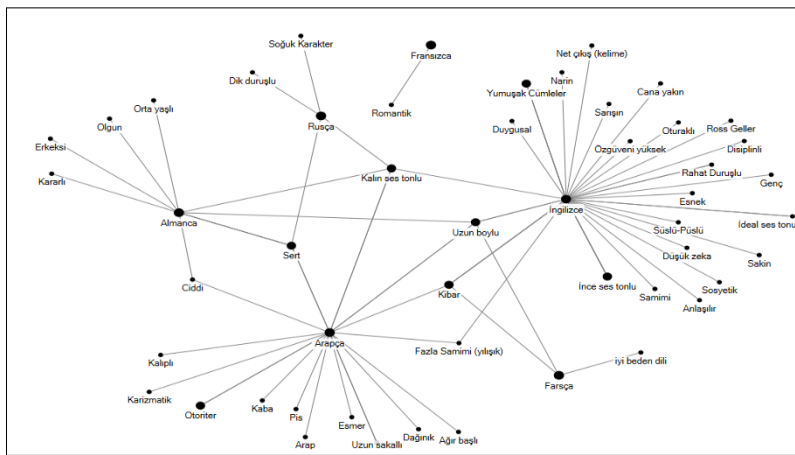 Soğuk Karakter
Fransızca
Net çıkış (kelime)
Dik duruşlu
Narin
Yumuşak Cümleler
Cana yakın
Orta yaşlı
Romantik
Sarışın
Olgun
Rusça
Duygusal
Oturaklı
Ross Geller
Erkeksi
Özgüveni yüksek
Disiplinli
Kararlı
Kalın ses tonlu
Rahat Duruşlu
Genç
Almanca
İngilizce
Esnek
Uzun boylu
Süslü-Püslü
İdeal ses tonu
Sert
Düşük zeka
Sakin
Ciddi
Kibar
İnce ses tonlu
Samimi
Sosyetik
Anlaşılır
Arapça
Fazla Samimi (yılışık)
iyi beden dili
Kalıplı
Farsça
Karizmatik
Otoriter
Kaba
Pis
Esmer
Dağınık
Ağır başlı
Arap
Uzun sakallı